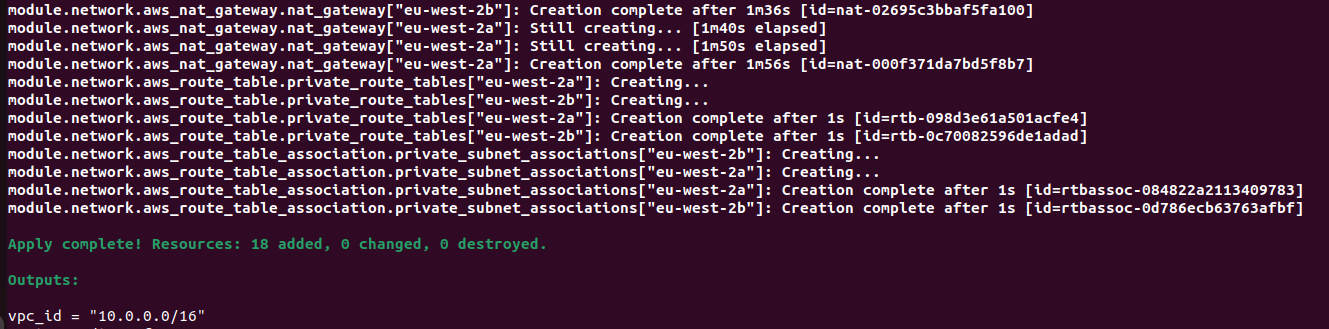 module.network.aws_nat_gateway.nat_gateway["eu-west-2b"]: Creation complete after 1m36s [id=nat-02695c3bbaf5fa100]
module.network.aws_nat_gateway.nat_gateway["eu-west-2a"]: Still creating... [1m40s elapsed]
module.network.aws_nat_gateway.nat_gateway["eu-west-2a"]: Still creating... [1m50s elapsed]
module.network.aws_nat_gateway.nat_gateway["eu-west-2a"]: Creation complete after 1m56s [id=nat-000f371da7bd5f8b7]
module.network.aws_route_table.private_route_tables["eu-west-2a"]: Creating...
module.network.aws_route_table.private_route_tables["eu-west-2b"]: Creating...
module.network.aws_route_table.private_route_tables["eu-west-2a"]: Creation complete after 1s [id=rtb-098d3e61a501acfe4]
module.network.aws_route_table.private_route_tables["eu-west-2b"]: Creation complete after 1s [id=rtb-0c70082596de1adad]
module.network.aws_route_table_association.private_subnet_associations["eu-west-2b"]: Creating...
module.network.aws_route_table_association.private_subnet_associations["eu-west-2a"]: Creating...
module.network.aws_route_table_association.private_subnet_associations["eu-west-2a"]: Creation complete after 1s [id=rtbassoc-084822a2113409783]
module.network.aws_route_table_association.private_subnet_associations["eu-west-2b"]: Creation complete after 1s [id=rtbassoc-0d786ecb63763afbf]
Apply complete! Resources: 18 added, 0 changed, 0 destroyed.
Outputs:
vpc_id = "10.0.0.0/16"